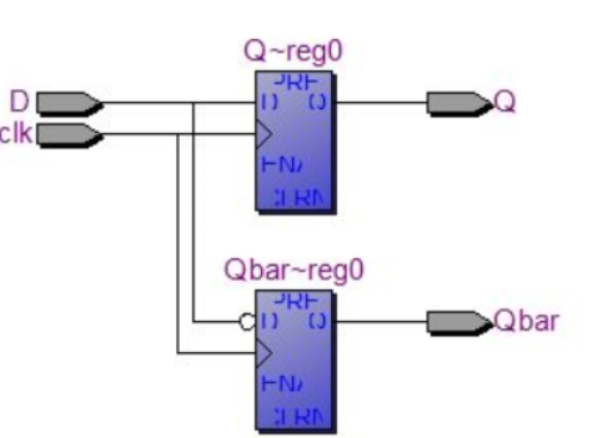 Q~reg0
D
PRE
D Q
Q
clk
ENA
CLRN
Qbar~reg0
PRE
D Q
Qbar
ENA
CLRN